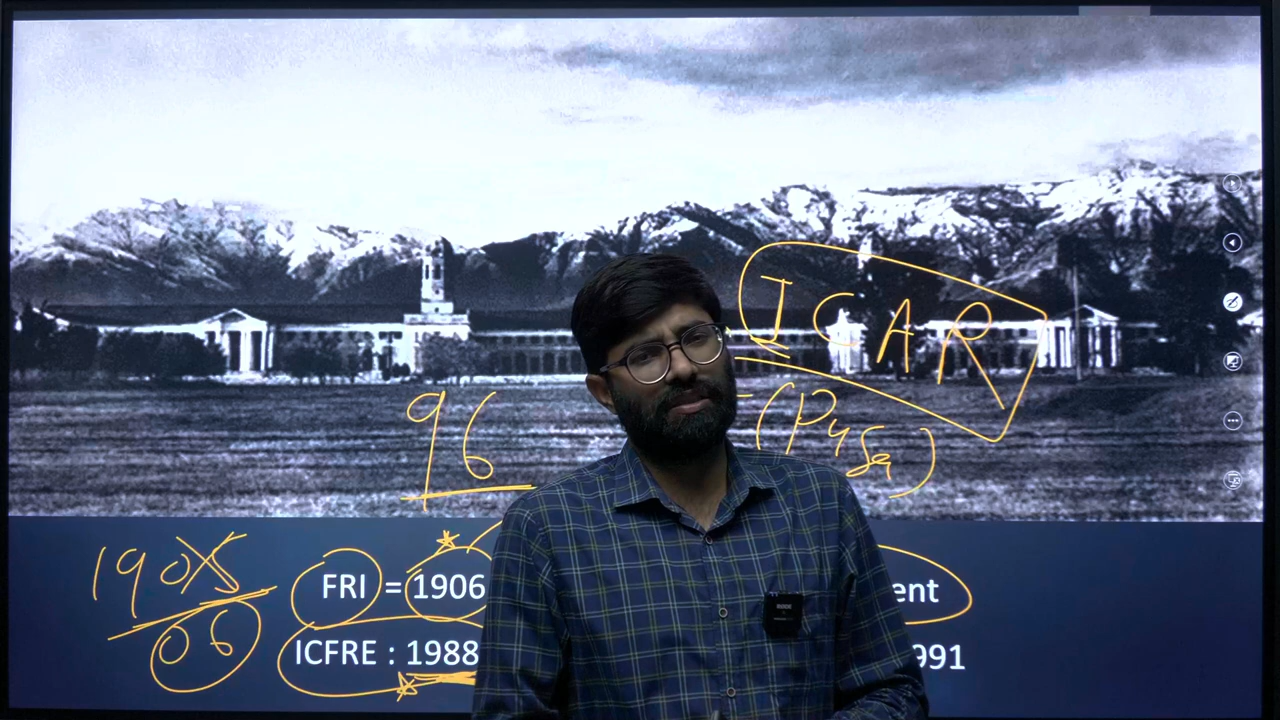 ICAR
96
(Pusa)
1905
06
FRI = 1906 ent
ICFRE : 1988 991